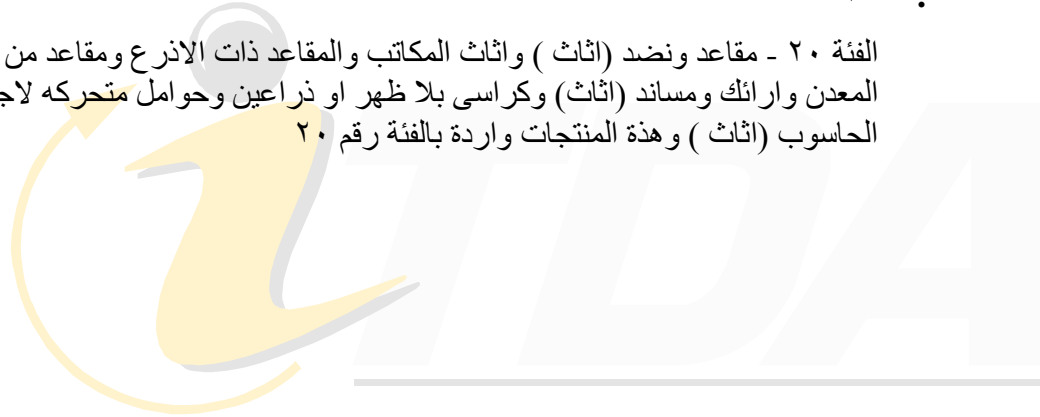 الفئة ٢٠ - مقاعد ونضد (اثاث ) واثاث المكاتب والمقاعد ذات الاذرع ومقاعد من
المعدن وارائك ومساند (اثاث) وكراسى بلا ظهر او ذراعين وحوامل متحركه
الحاسوب (اثاث ) وهذة المنتجات واردة بالفئة رقم ٢٠
iTDA